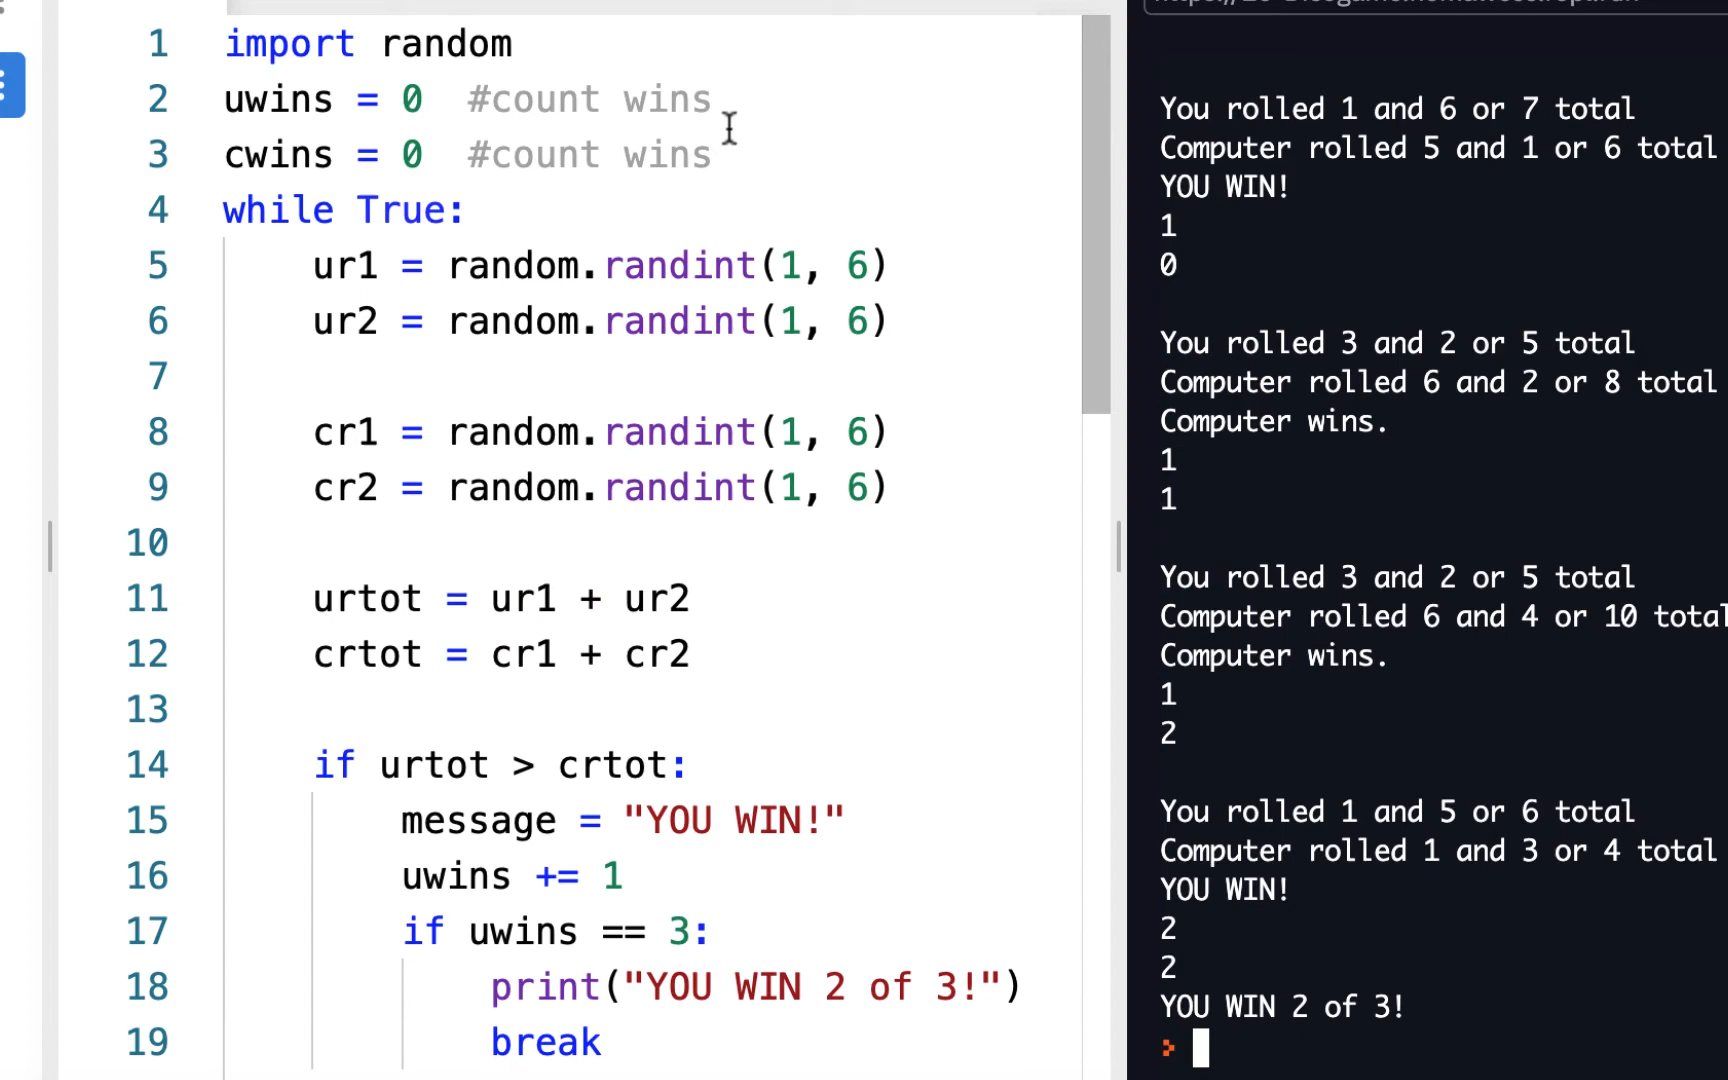 1 import random
2 uwins = 0  #count wins
3 cwins = 0  #count wins
4 while True:
5     ur1 = random.randint(1, 6)
6     ur2 = random.randint(1, 6)
7
8     cr1 = random.randint(1, 6)
9     cr2 = random.randint(1, 6)
10
11     urtot = ur1 + ur2
12     crtot = cr1 + cr2
13
14     if urtot > crtot:
15         message = "YOU WIN!"
16         uwins += 1
17         if uwins == 3:
18             print("YOU WIN 2 of 3!")
19             break
You rolled 1 and 6 or 7 total
Computer rolled 5 and 1 or 6 total
YOU WIN!
1
0
You rolled 3 and 2 or 5 total
Computer rolled 6 and 2 or 8 total
Computer wins.
1
1
You rolled 3 and 2 or 5 total
Computer rolled 6 and 4 or 10 total
Computer wins.
1
2
You rolled 1 and 5 or 6 total
Computer rolled 1 and 3 or 4 total
YOU WIN!
2
2
YOU WIN 2 of 3!